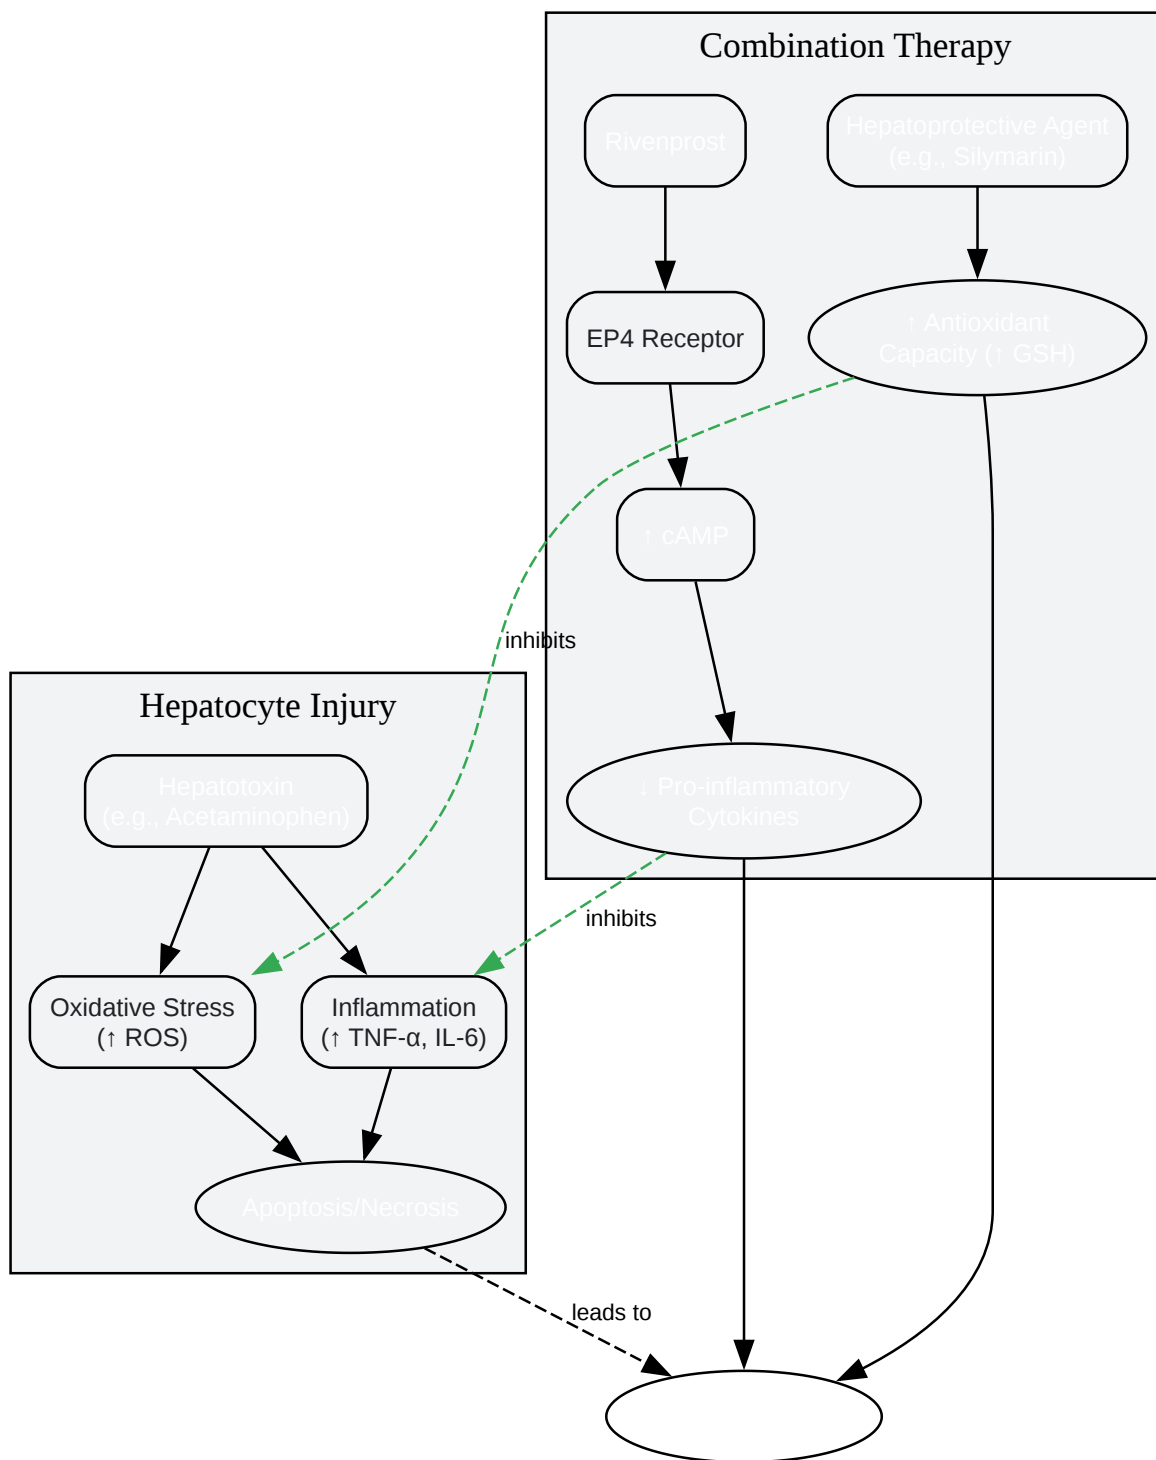 Combination Therapy
Rivenprost
Hepatoprotective Agent
(e.g., Silymarin)
EP4 Receptor
↑ Antioxidant
Capacity (↑ GSH)
↑ cAMP
inhibits
Hepatocyte Injury
Hepatotoxin
(e.g., Acetaminophen)
↓ Pro-inflammatory
Cytokines
inhibits
Oxidative Stress
(↑ ROS)
Inflammation
(↑ TNF-α, IL-6)
Apoptosis/Necrosis
leads to